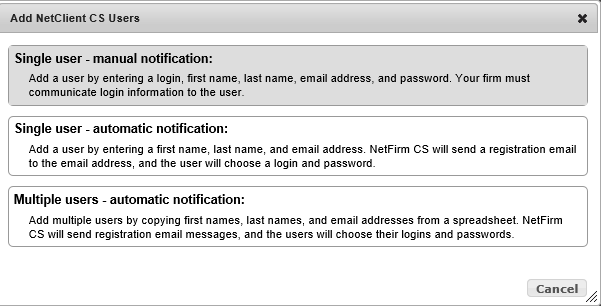 Add NetClient CS Users
Single user - manual notification:
Add a user by entering a login, first name, last name, email address, and password. Your firm must
communicate login information to the user.
Single user - automatic notification:
Add a user by entering a first name, last name, and email address. NetFirm CS will send a registration email
to the email address, and the user will choose a login and password.
Multiple users - automatic notification:
Add multiple users by copying first names, last names, and email addresses from a spreadsheet. NetFirm
CS will send registration email messages, and the users will choose their logins and passwords.
Cancel